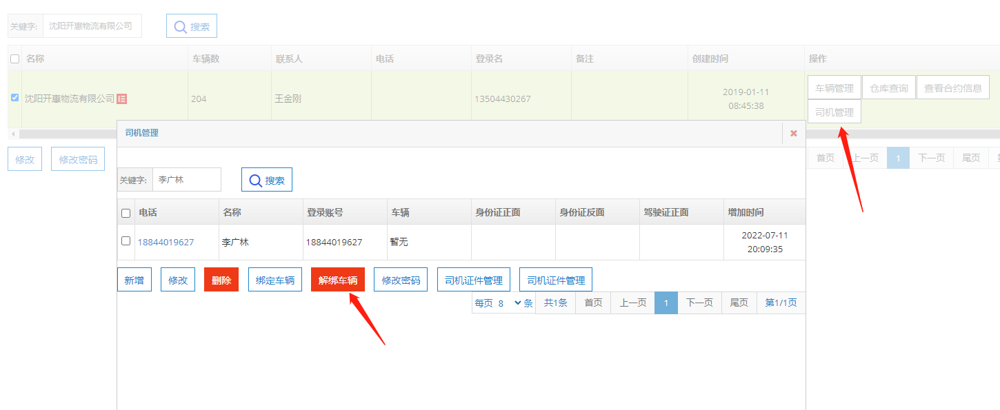 关键字: 沈阳开惠物流有限公司 搜索
名称 车辆数 联系人 电话 登录名 备注 创建时间 操作
沈阳开惠物流有限公司 204 王金刚 13504430267 2019-01-11 08:45:38 车辆管理 仓库查询 查看合约信息
司机管理
修改 修改密码 首页 上一页 1 下一页 尾页
司机管理
关键字: 李广林 搜索
电话 名称 登录账号 车辆 身份证正面 身份证反面 驾驶证正面 增加时间
18844019627 李广林 18844019627 暂无 2022-07-11
20:09:35
新增 修改 删除 绑定车辆 解绑车辆 修改密码 司机证件管理 司机证件管理
每页 8 条 共1条 首页 上一页 1 下一页 尾页 第1/1页